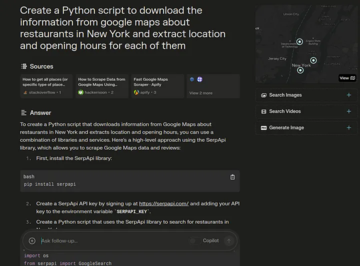 Create a Python script to download the
information from google maps about
restaurants in New York and extract location
and opening hours for each of them
Sources
How to get all places (or
specific type of place...
stackoverflow • 1
How to Scrape Data from
Google Maps Using...
Fast Google Maps
Scraper · Apify
apify • 3
View 2 more
Answer
To create a Python script that downloads information from Google Maps about
restaurants in New York and extracts location and opening hours, you can use a
combination of libraries and services. Here's a high-level approach using the SerpApi
library, which allows you to scrape Google Maps data and reviews:
1. First, install the SerpApi library:
bash
pip install serpapi
2. Create a SerpApi API key by signing up at https://serpapi.com/ and adding your API
key to the environment variable `SERPAPI_KEY`.
3. Create a Python script that uses the SerpApi library to search for restaurants in
Ask follow-up...
Copilot
import os
from serpapi import GoogleSearch
Jersey City
New York
View
Search Images
Search Videos
Generate Image